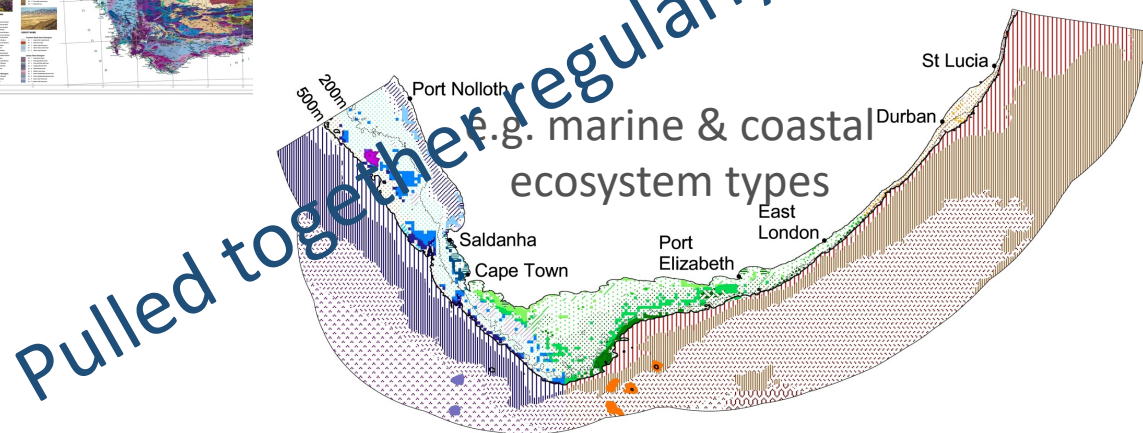 Pulled together regularly
e.g. marine & coastal
ecosystem types
200m
500m
Port Nolloth
Saldanha
Cape Town
Port
Elizabeth
East
London
Durban
St Lucia